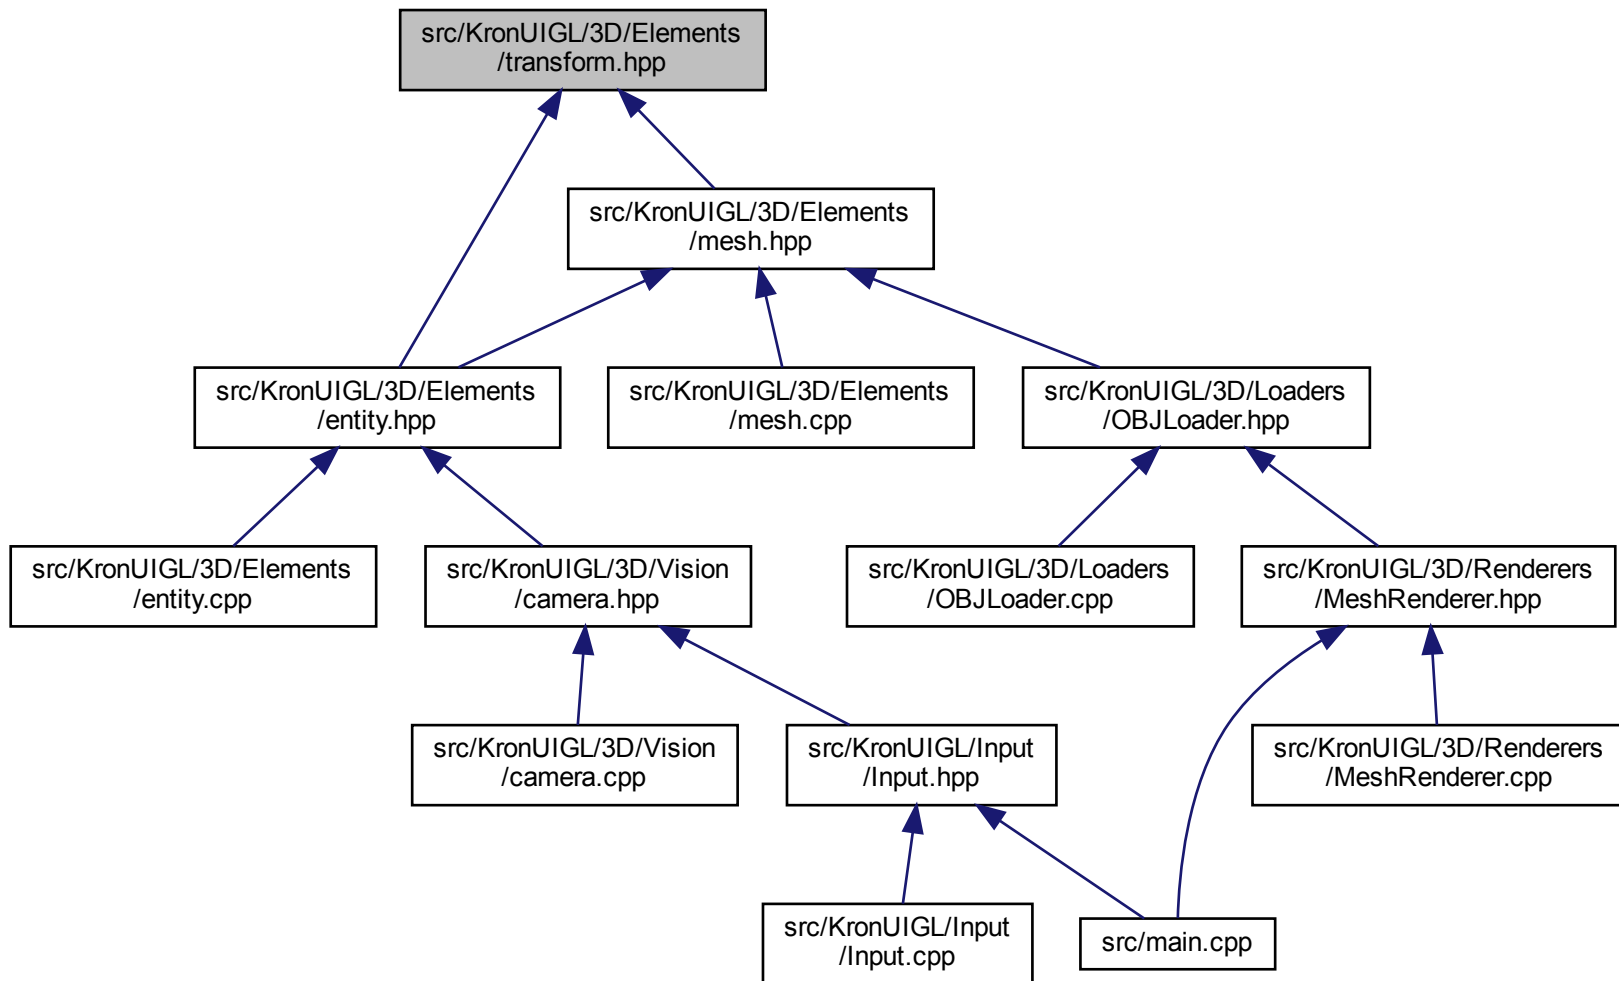 src/KronUIGL/3D/Elements
/transform.hpp
src/KronUIGL/3D/Elements
/mesh.hpp
src/KronUIGL/3D/Elements
/entity.hpp
src/KronUIGL/3D/Elements
/mesh.cpp
src/KronUIGL/3D/Loaders
/OBJLoader.hpp
src/KronUIGL/3D/Elements
/entity.cpp
src/KronUIGL/3D/Vision
/camera.hpp
src/KronUIGL/3D/Loaders
/OBJLoader.cpp
src/KronUIGL/3D/Renderers
/MeshRenderer.hpp
src/KronUIGL/3D/Vision
/camera.cpp
src/KronUIGL/Input
/Input.hpp
src/KronUIGL/3D/Renderers
/MeshRenderer.cpp
src/KronUIGL/Input
/Input.cpp
src/main.cpp